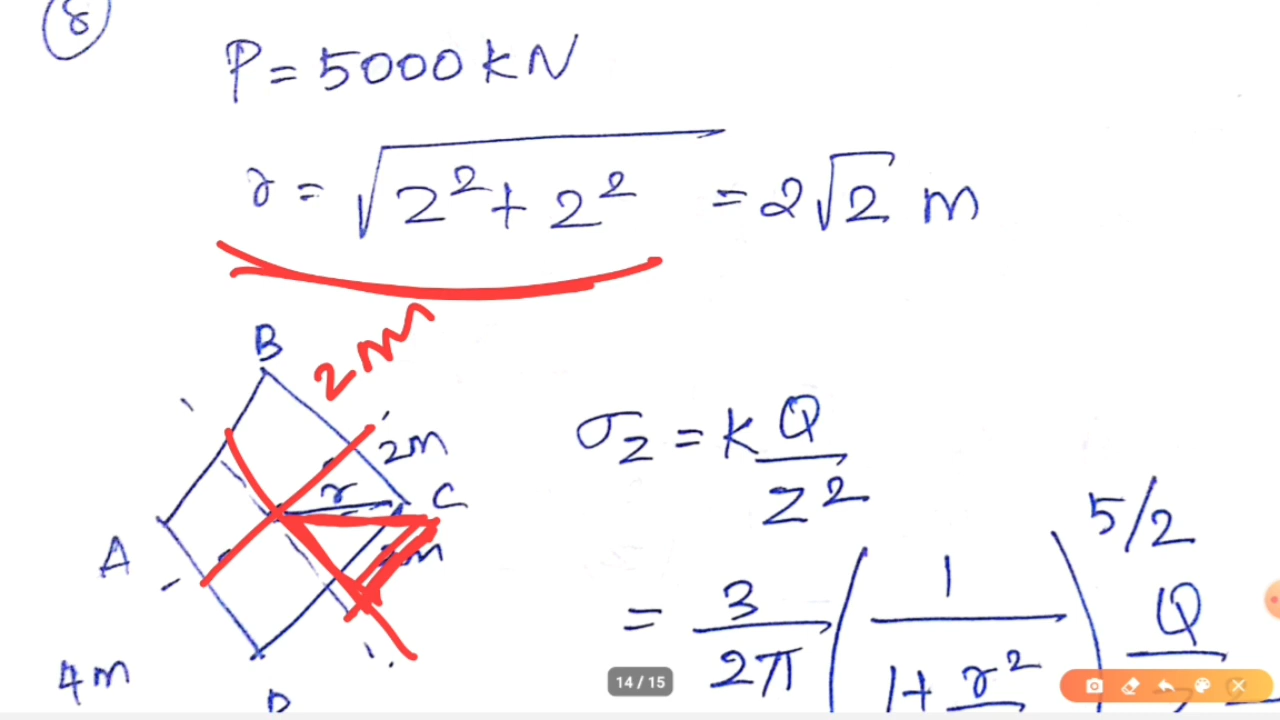 8
P = 5000 kN
r = √2² + 2² = 2√2 m
2m
B
2m
r
C
2m
A
4m
D
σz = K Q/z²
= 3/2π (1/1+ r²)^5/2 Q
14 / 15